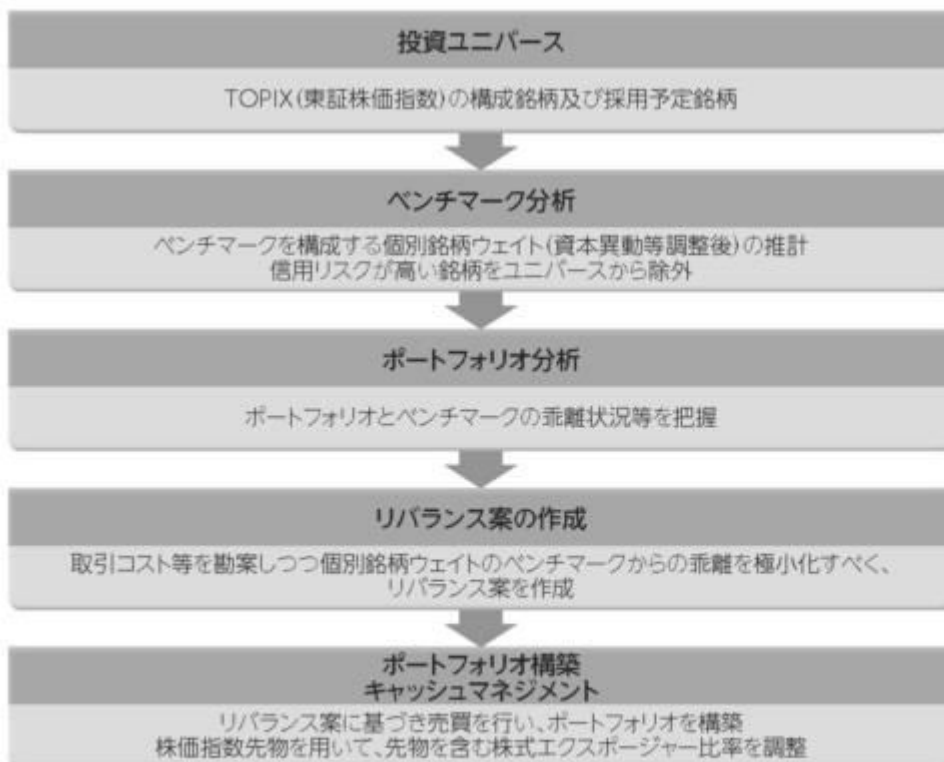 投資ユニバース
TOPIX(東証株価指数)の構成銘柄及び採用予定銘柄
ベンチマーク分析
ベンチマークを構成する個別銘柄ウェイト(資本異動等調整後)の推計
信用リスクが高い銘柄をユニバースから除外
ポートフォリオ分析
ポートフォリオとベンチマークの乖離状況等を把握
リバランス案の作成
取引コスト等を勘案しつつ個別銘柄ウェイトのベンチマークからの乖離を極小化すべく、
リバランス案を作成
ポートフォリオ構築
キャッシュマネジメント
リバランス案に基づき売買を行い、ポートフォリオを構築
株価指数先物を用いて、先物を含む株式エクスポージャー比率を調整